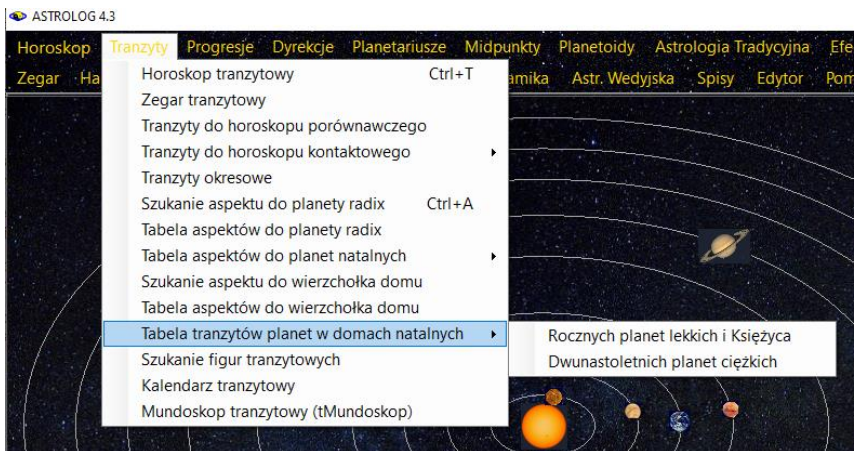 ASTROLOG 4.3
Horoskop Tranzyty Progresje Dyrekcje Planetariusze Midpunkty Planetoidy Astrologia Tradycyjna Efe
Zegar Ha amika Astr. Wedyjska Spisy Edytor Pom
Horoskop tranzytowy Ctrl+T
Zegar tranzytowy
Tranzyty do horoskopu porównawczego
Tranzyty do horoskopu kontaktowego
Tranzyty okresowe
Szukanie aspektu do planety radix Ctrl+A
Tabela aspektów do planety radix
Tabela aspektów do planet natalnych
Szukanie aspektu do wierzchołka domu
Tabela aspektów do wierzchołka domu
Tabela tranzytów planet w domach natalnych
Rocznych planet lekkich i Księżyca
Dwunastoletnich planet ciężkich
Szukanie figur tranzytowych
Kalendarz tranzytowy
Mundoskop tranzytowy (tMundoskop)